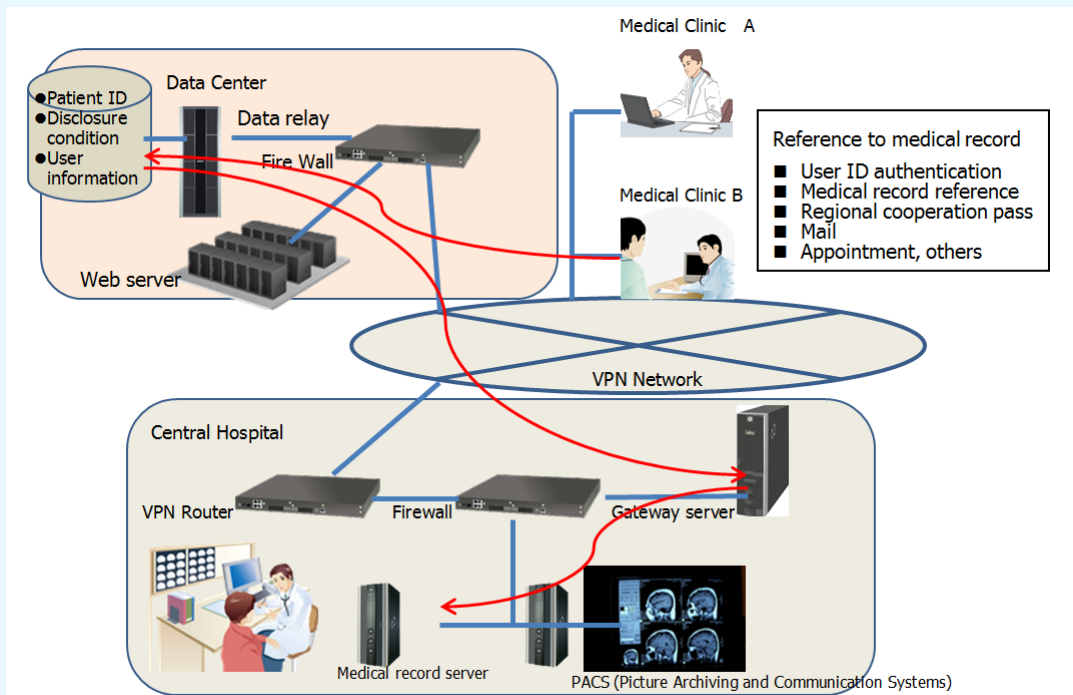 Medical Clinic A
Data Center
●Patient ID
●Disclosure
condition
●User
information
Data relay
Fire Wall
Web server
Medical Clinic B
Reference to medical record
■ User ID authentication
■ Medical record reference
■ Regional cooperation pass
■ Mail
■ Appointment, others
VPN Network
Central Hospital
VPN Router
Firewall
Gateway server
Medical record server
PACS (Picture Archiving and Communication Systems)